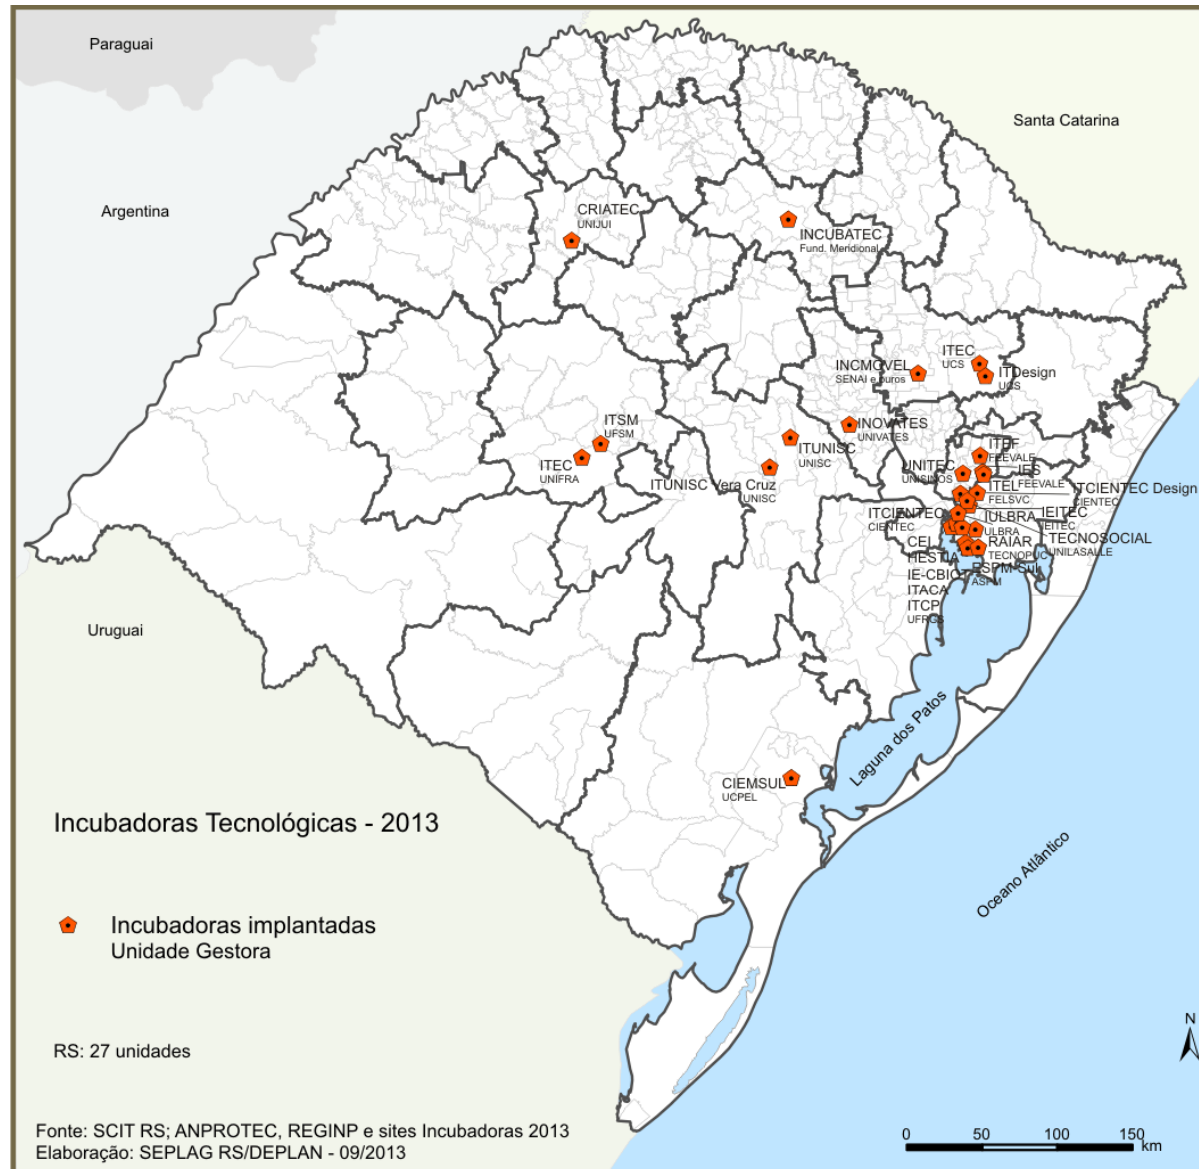 Paraguai
Santa Catarina
Argentina
CRIATEC
UNIJUI
INCUBATEC
Fund. Meridional
INCMOVEL
SENAI e ouros
ITEC
UCS
ITDesign
UCS
ITSM
UFSM
ITEC
UNIFRA
INOVATES
UNIVATES
ITUNISC
UNISC
ITUNISC Vera Cruz
UNISC
ITEF
FEEVALE
UNITEC
UNISINOS
IES
FEEVALE
ITEL
FELSVC
ITCIENTEC Design
CIENTEC
ITCIENTEC
CIENTEC
IULBRA
ULBRA
IEITEC
IEITEC
TECNOSOCIAL
UNILASALLE
CEI
HESTIA
RAIAR
TECNOPUC
ESPM-Sul
ASPM
IE-CBIOT
ITACA
ITCP
UFRGS
Uruguai
Laguna dos Patos
CIEMSUL
UCPEL
Oceano Atlântico
Incubadoras Tecnológicas - 2013
Incubadoras implantadas
Unidade Gestora
RS: 27 unidades
N
Fonte: SCIT RS; ANPROTEC, REGINP e sites Incubadoras 2013
Elaboração: SEPLAG RS/DEPLAN - 09/2013
0 50 100 150
km